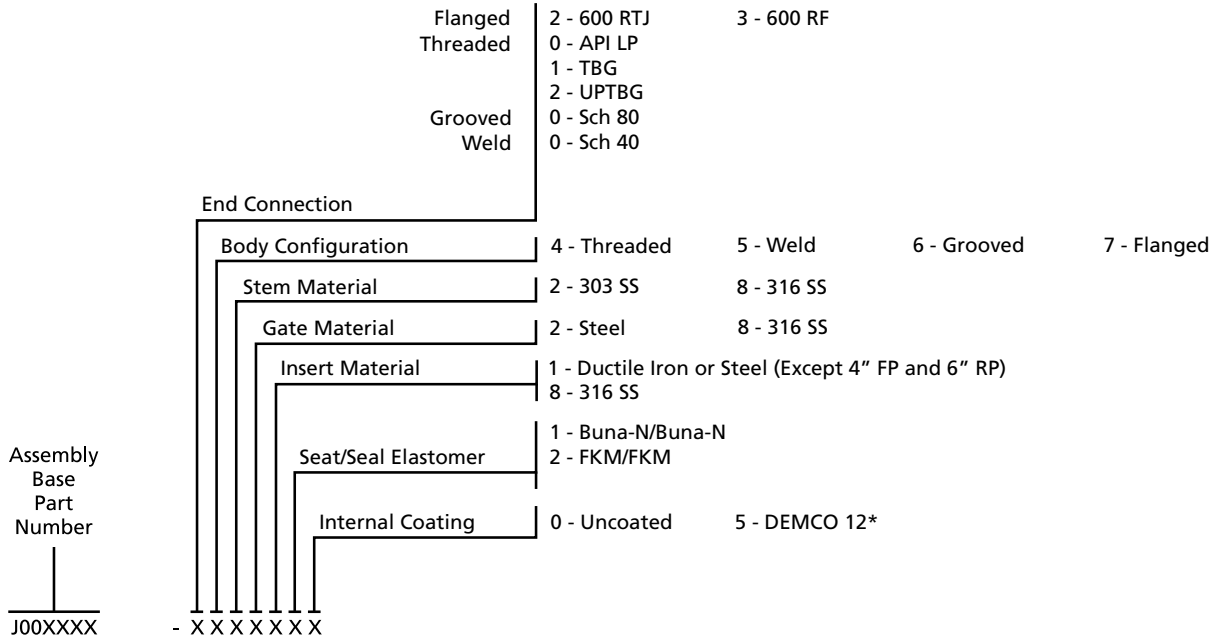 Flanged 2 - 600 RTJ 3 - 600 RF
Threaded 0 - API LP
1 - TBG
2 - UPTBG
Grooved 0 - Sch 80
Weld 0 - Sch 40
End Connection
Body Configuration 4 - Threaded 5 - Weld 6 - Grooved 7 - Flanged
Stem Material 2 - 303 SS 8 - 316 SS
Gate Material 2 - Steel 8 - 316 SS
Insert Material 1 - Ductile Iron or Steel (Except 4” FP and 6” RP)
8 - 316 SS
1 - Buna-N/Buna-N
Seat/Seal Elastomer 2 - FKM/FKM
Internal Coating 0 - Uncoated 5 - DEMCO 12*
Assembly
Base
Part
Number
J00XXXX - X X X X X X X